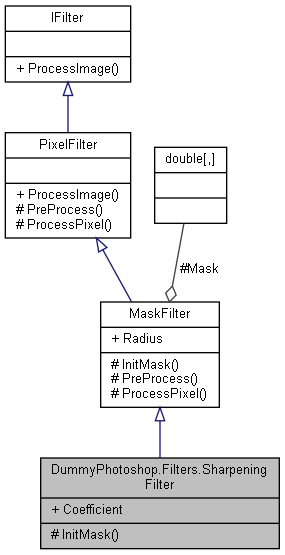 IFilter
+ ProcessImage()
PixelFilter
+ ProcessImage()
# PreProcess()
# ProcessPixel()
double[,]
#Mask
MaskFilter
+ Radius
# InitMask()
# PreProcess()
# ProcessPixel()
DummyPhotoshop.Filters.Sharpening
Filter
+ Coefficient
# InitMask()